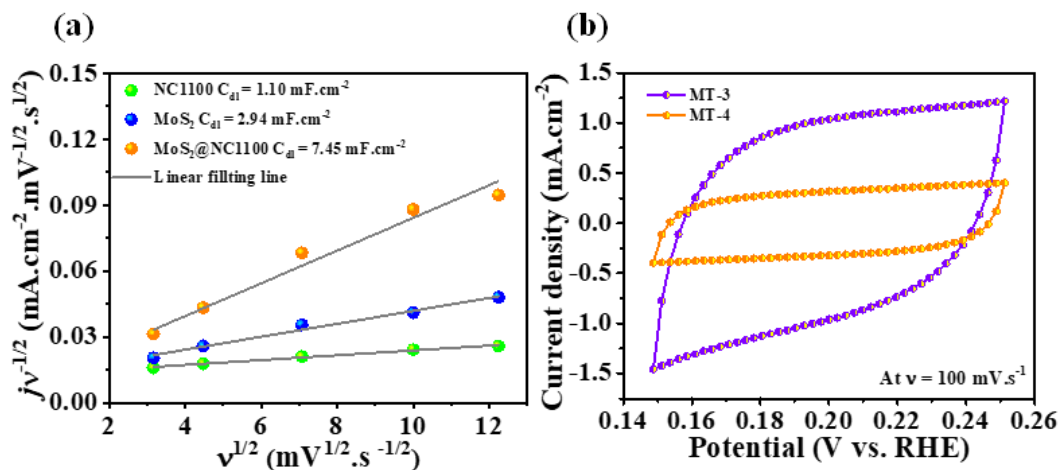 (a)
0.15
0.12
0.09
0.06
0.03
0.00
jν-1/2 (mA.cm-2.mV-1/2.s1/2)
NC1100 Cdl = 1.10 mF.cm-2
MoS2 Cdl = 2.94 mF.cm-2
MoS2@NC1100 Cdl = 7.45 mF.cm-2
Linear fillting line
2 4 6 8 10 12
ν1/2 (mV1/2.s -1/2)
(b)
1.5
1.0
0.5
0.0
-0.5
-1.0
-1.5
Current density (mA.cm-2)
MT-3
MT-4
At ν = 100 mV.s-1
0.14 0.16 0.18 0.20 0.22 0.24 0.26
Potential (V vs. RHE)